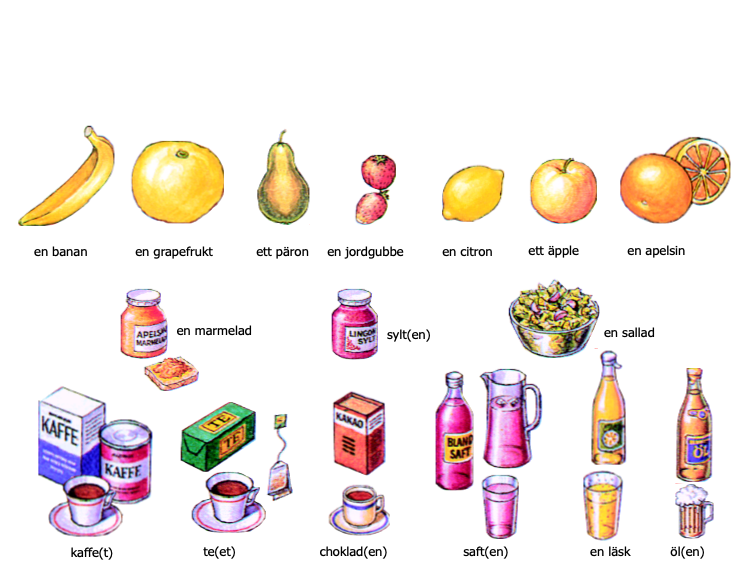 en banan
en grapefrukt
ett päron
en jordgubbe
en citron
ett äpple
en apelsin
APELSIN
MARMELAD
en marmelad
LINGON
SYLT
sylt(en)
en sallad
KAFFE
KAFFE
TE
TE
KAKAO
BLAND
SAFT
ÖL
kaffe(t)
te(et)
choklad(en)
saft(en)
en läsk
öl(en)